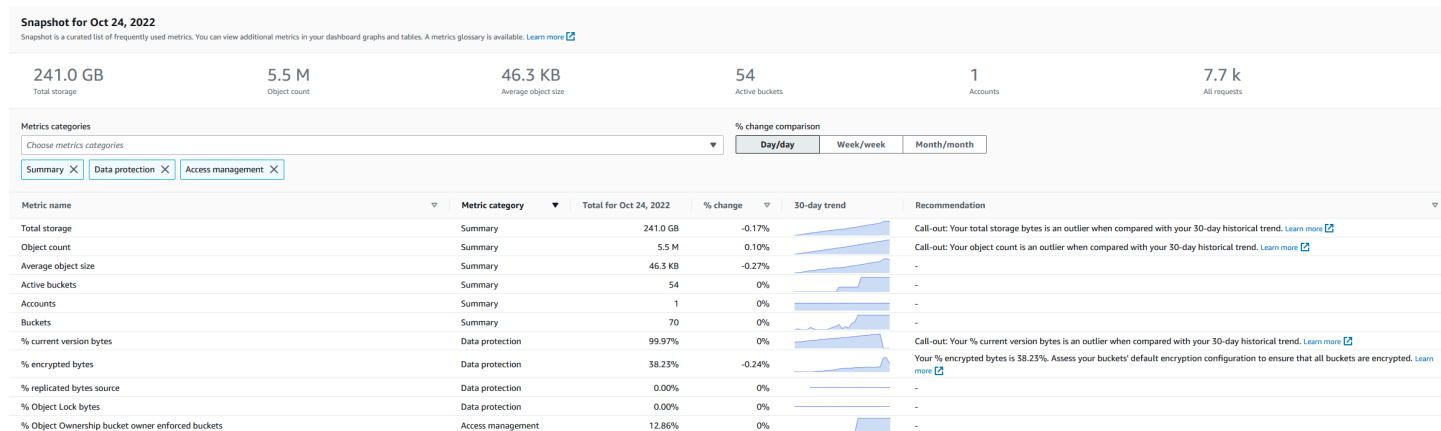 Snapshot for Oct 24, 2022
Snapshot is a curated list of frequently used metrics. You can view additional metrics in your dashboard graphs and tables. A metrics glossary is available. Learn more
241.0 GB 5.5 M 46.3 KB 54 1 7.7 k
Total storage Object count Average object size Active buckets Accounts All requests
Metrics categories % change comparison
Choose metrics categories Day/day Week/week Month/month
Summary Data protection Access management
Metric name Metric category Total for Oct 24, 2022 % change 30-day trend Recommendation
Total storage Summary 241.0 GB -0.17% Call-out: Your total storage bytes is an outlier when compared with your 30-day historical trend. Learn more
Object count Summary 5.5 M 0.10% Call-out: Your object count is an outlier when compared with your 30-day historical trend. Learn more
Average object size Summary 46.3 KB -0.27% -
Active buckets Summary 54 0% -
Accounts Summary 1 0% -
Buckets Summary 70 0% -
% current version bytes Data protection 99.97% 0% Call-out: Your % current version bytes is an outlier when compared with your 30-day historical trend. Learn more
% encrypted bytes Data protection 38.23% -0.24% Your % encrypted bytes is 38.23%. Assess your buckets' default encryption configuration to ensure that all buckets are encrypted. Learn
more
% replicated bytes source Data protection 0.00% 0% -
% Object Lock bytes Data protection 0.00% 0% -
% Object Ownership bucket owner enforced buckets Access management 12.86% 0% -